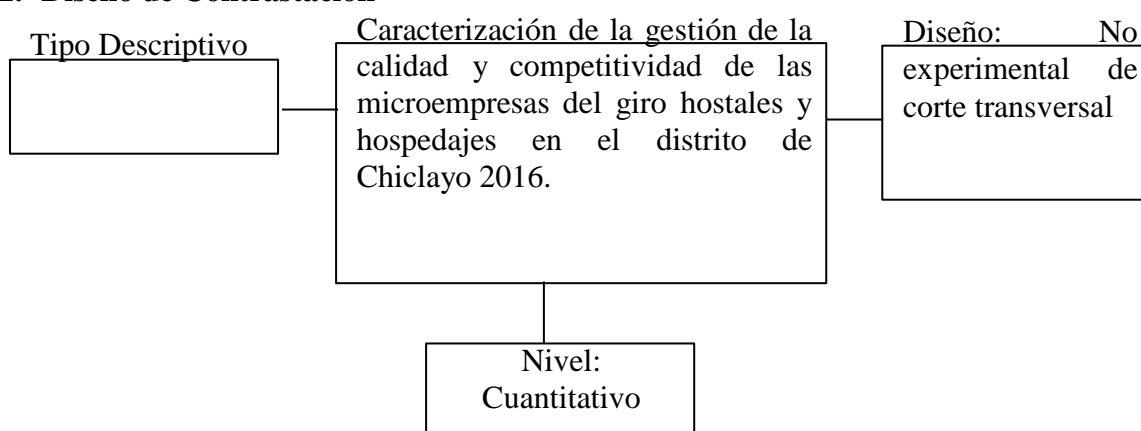 Diseño de Contrastación
Tipo Descriptivo
Caracterización de la gestión de la
calidad y competitividad de las
microempresas del giro hostales y
hospedajes en el distrito de
Chiclayo 2016.
Diseño: No
experimental de
corte transversal
Nivel:
Cuantitativo